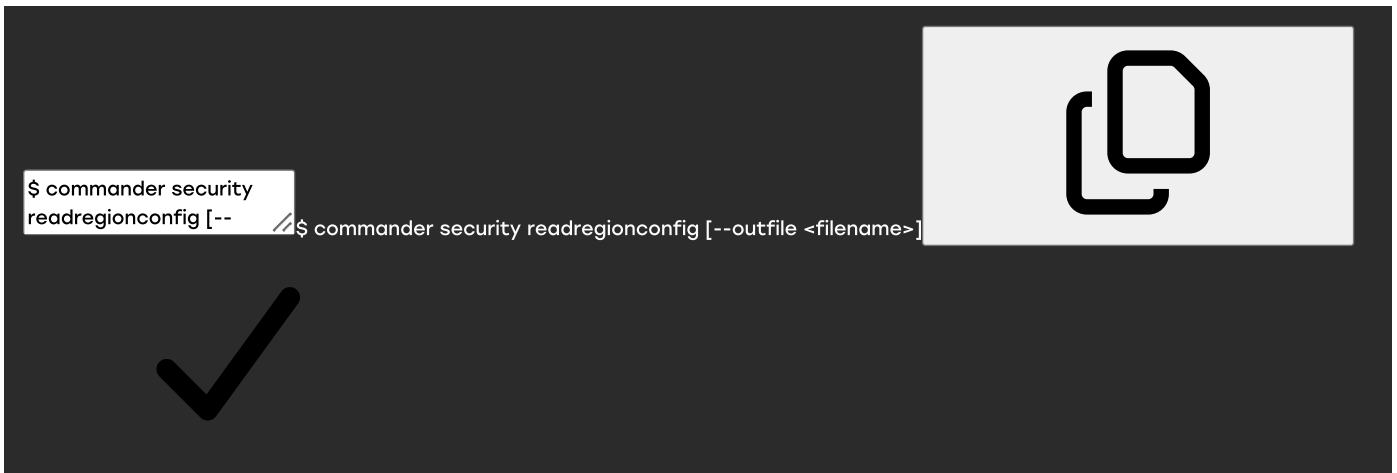 $ commander security
readregionconfig [--
$ commander security readregionconfig [--outfile <filename>]